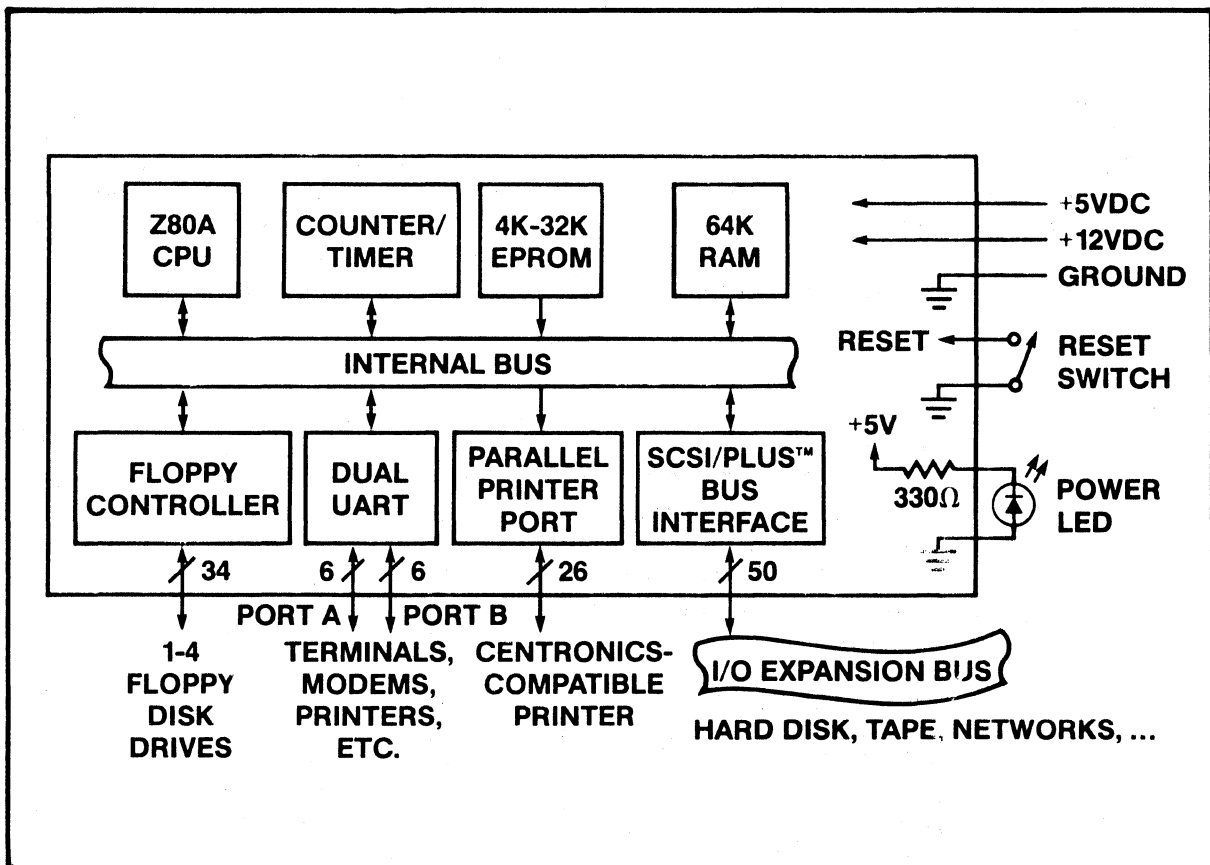 Z80A
CPU
COUNTER/
TIMER
4K-32K
EPROM
64K
RAM
+5VDC
+12VDC
GROUND
INTERNAL BUS
RESET
RESET
SWITCH
+5V
330Ω
POWER
LED
FLOPPY
CONTROLLER
DUAL
UART
PARALLEL
PRINTER
PORT
SCSI/PLUS™
BUS
INTERFACE
34
6
6
26
50
PORT A
PORT B
1-4
FLOPPY
DISK
DRIVES
TERMINALS,
MODEMS,
PRINTERS,
ETC.
CENTRONICS-
COMPATIBLE
PRINTER
I/O EXPANSION BUS
HARD DISK, TAPE, NETWORKS, ...